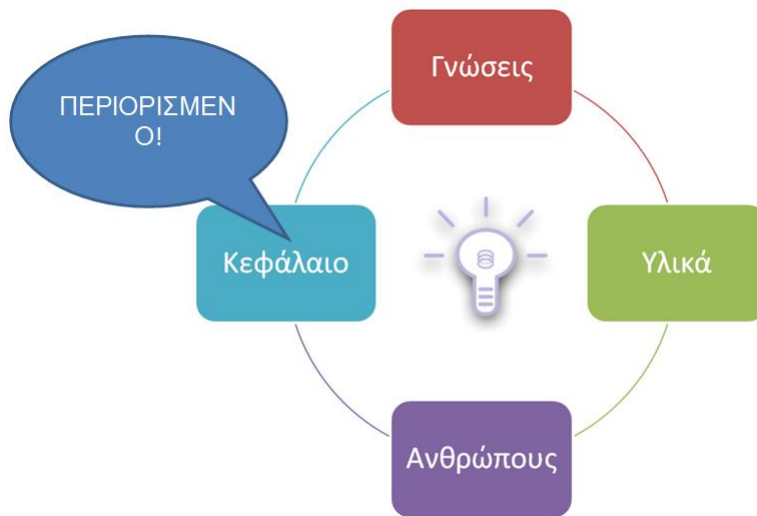 Γνώσεις
ΠΕΡΙΟΡΙΣΜΕΝ
Ο!
Κεφάλαιο
Υλικά
Ανθρώπους